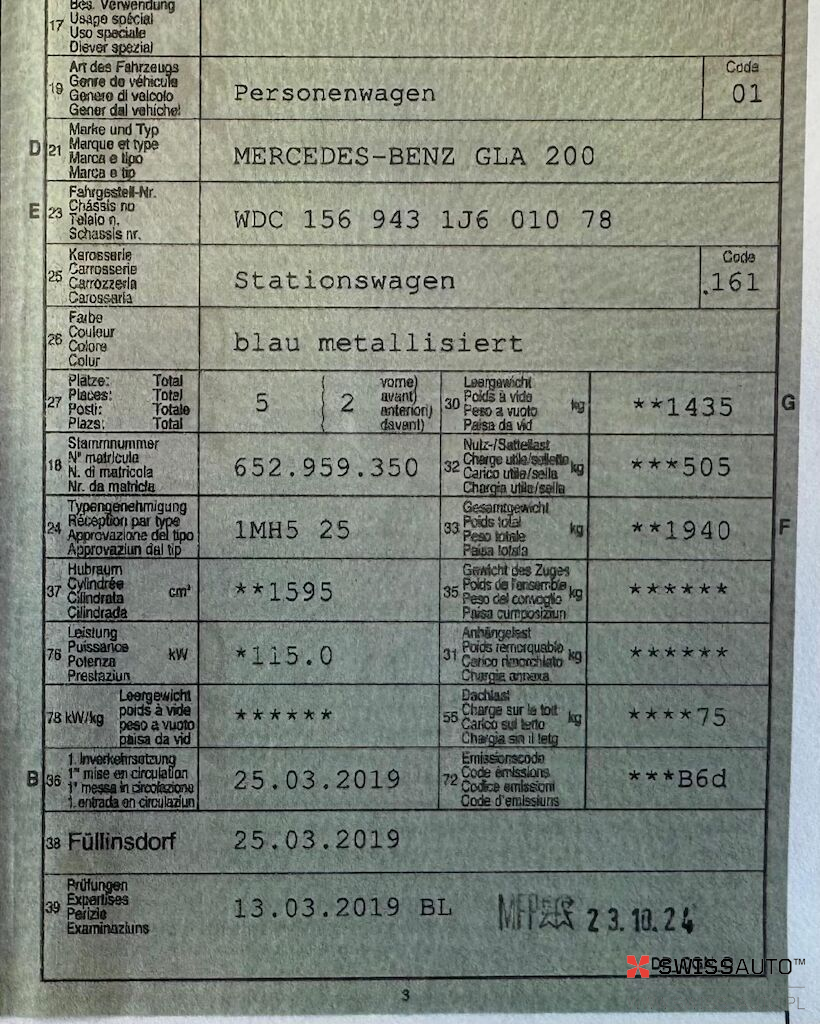 Bes. Verwendung
17 Usage spécial
Uso speciale
Diever spezial
Art des Fahrzeugs
19 Genre de véhicule
Genere di veicolo
Gener dal vehichel
Personenwagen
Code
01
D 21 Marke und Typ
Marque et type
Marca e tipo
Marca e tip
MERCEDES-BENZ GLA 200
E 23 Fahrgestell-Nr.
Châssis no
Telaio n.
Schassis nr.
WDC 156 943 1J6 010 78
25 Karosserie
Carrosserie
Carrozzeria
Carossaria
Stationswagen
Code
.161
26 Farbe
Couleur
Colore
Colur
blau metallisiert
27 Plätze: Total
Places: Total
Posti: Totale
Plazs: Total
5 ( 2 vorne)
avant)
anteriori)
davant)
30 Leergewicht
Poids à vide
Peso a vuoto
Paisa da vid
kg
**1435
G
18 Stammnummer
N° matricule
N. di matricola
Nr. da matricla
652.959.350
32 Nutz-/Sattellast
Charge utile/sellette
Carico utile/sella
Chargia utile/sella
kg
***505
24 Typengenehmigung
Réception par type
Approvazione del tipo
Approvaziun dal tip
1MH5 25
33 Gesamtgewicht
Poids total
Peso totale
Paisa totala
kg
**1940
F
37 Hubraum
Cylindrée
Cilindrata
Cilindrada
cm³
**1595
35 Gewicht des Zuges
Poids de l'ensemble
Peso del convoglio
Paisa cumposiziun
kg
******
76 Leistung
Puissance
Potenza
Prestaziun
kW
*115.0
31 Anhängelast
Poids remorquable
Carico rimorchiato
Chargia annexa
kg
******
78 kW/kg
Leergewicht
poids à vide
peso a vuoto
paisa da vid
******
55 Dachlast
Charge sur le toit
Carico sul tetto
Chargia sin il tetg
kg
****75
B 36 1. Inverkehrsetzung
1re mise en circulation
1a messa in circolazione
1. entrada en circulaziun
25.03.2019
72 Emissionscode
Code émissions
Codice emissioni
Code d'emissiuns
***B6d
38 Füllinsdorf
25.03.2019
39 Prüfungen
Expertises
Perizie
Examinaziuns
13.03.2019 BL
23.10.24
SWISSAUTO™
3
PL